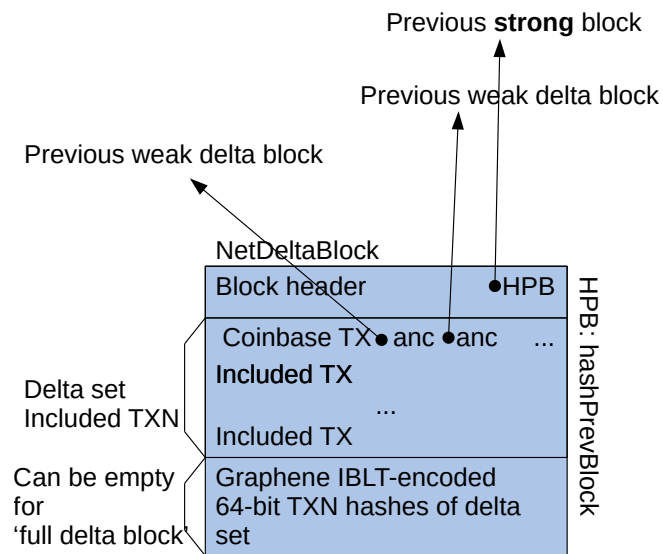 Previous strong block
Previous weak delta block
Previous weak delta block
NetDeltaBlock
Block header HPB
HPB: hashPrevBlock
Coinbase TX anc anc ...
Included TX
...
Included TX
Delta set
Included TXN
Can be empty
for
‘full delta block’
Graphene IBLT-encoded
64-bit TXN hashes of delta
set